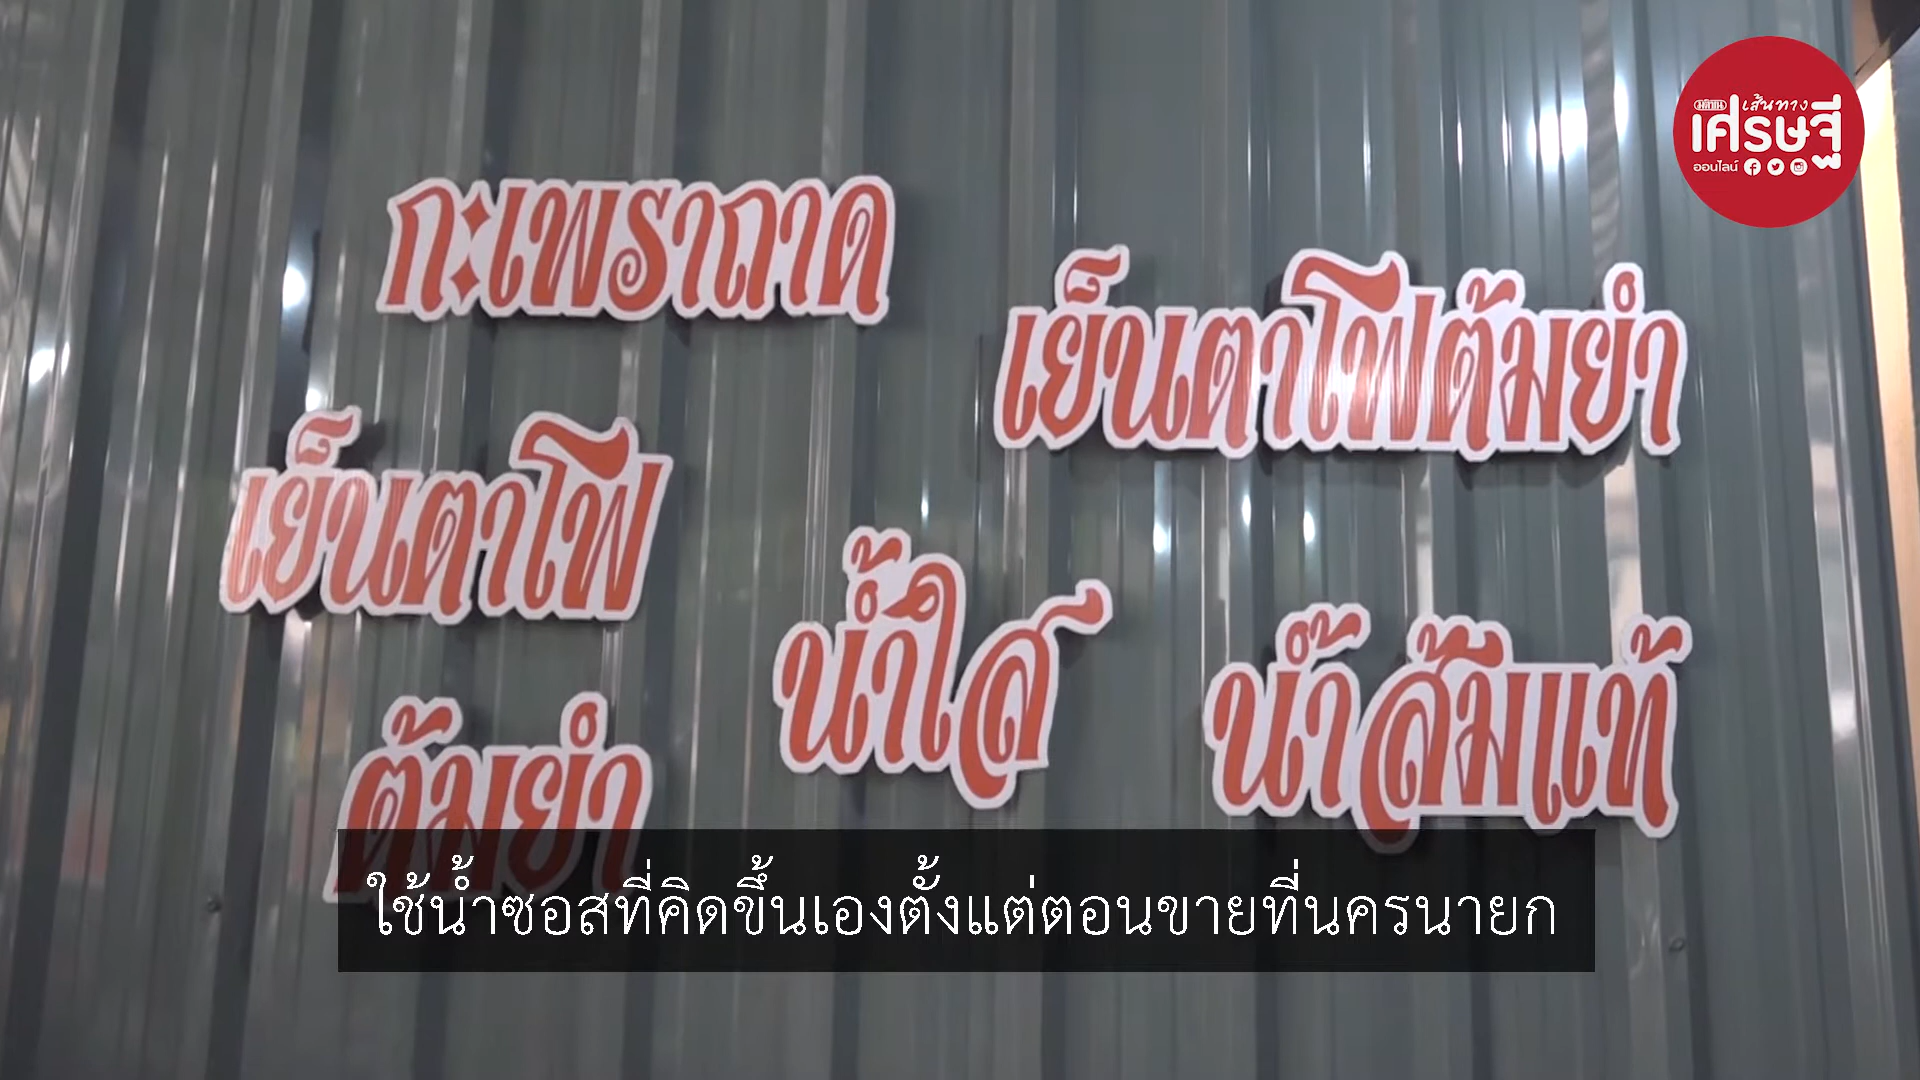 มติชน เส้นทาง
เศรษฐี
ออนไลน์
กะเพราถาด
เย็นตาโฟต้มยำ
เย็นตาโฟ
น้ำใส
น้ำส้มแท้
ต้มยำ
ใช้น้ำซอสที่คิดขึ้นเองตั้งแต่ตอนขายที่นครนายก